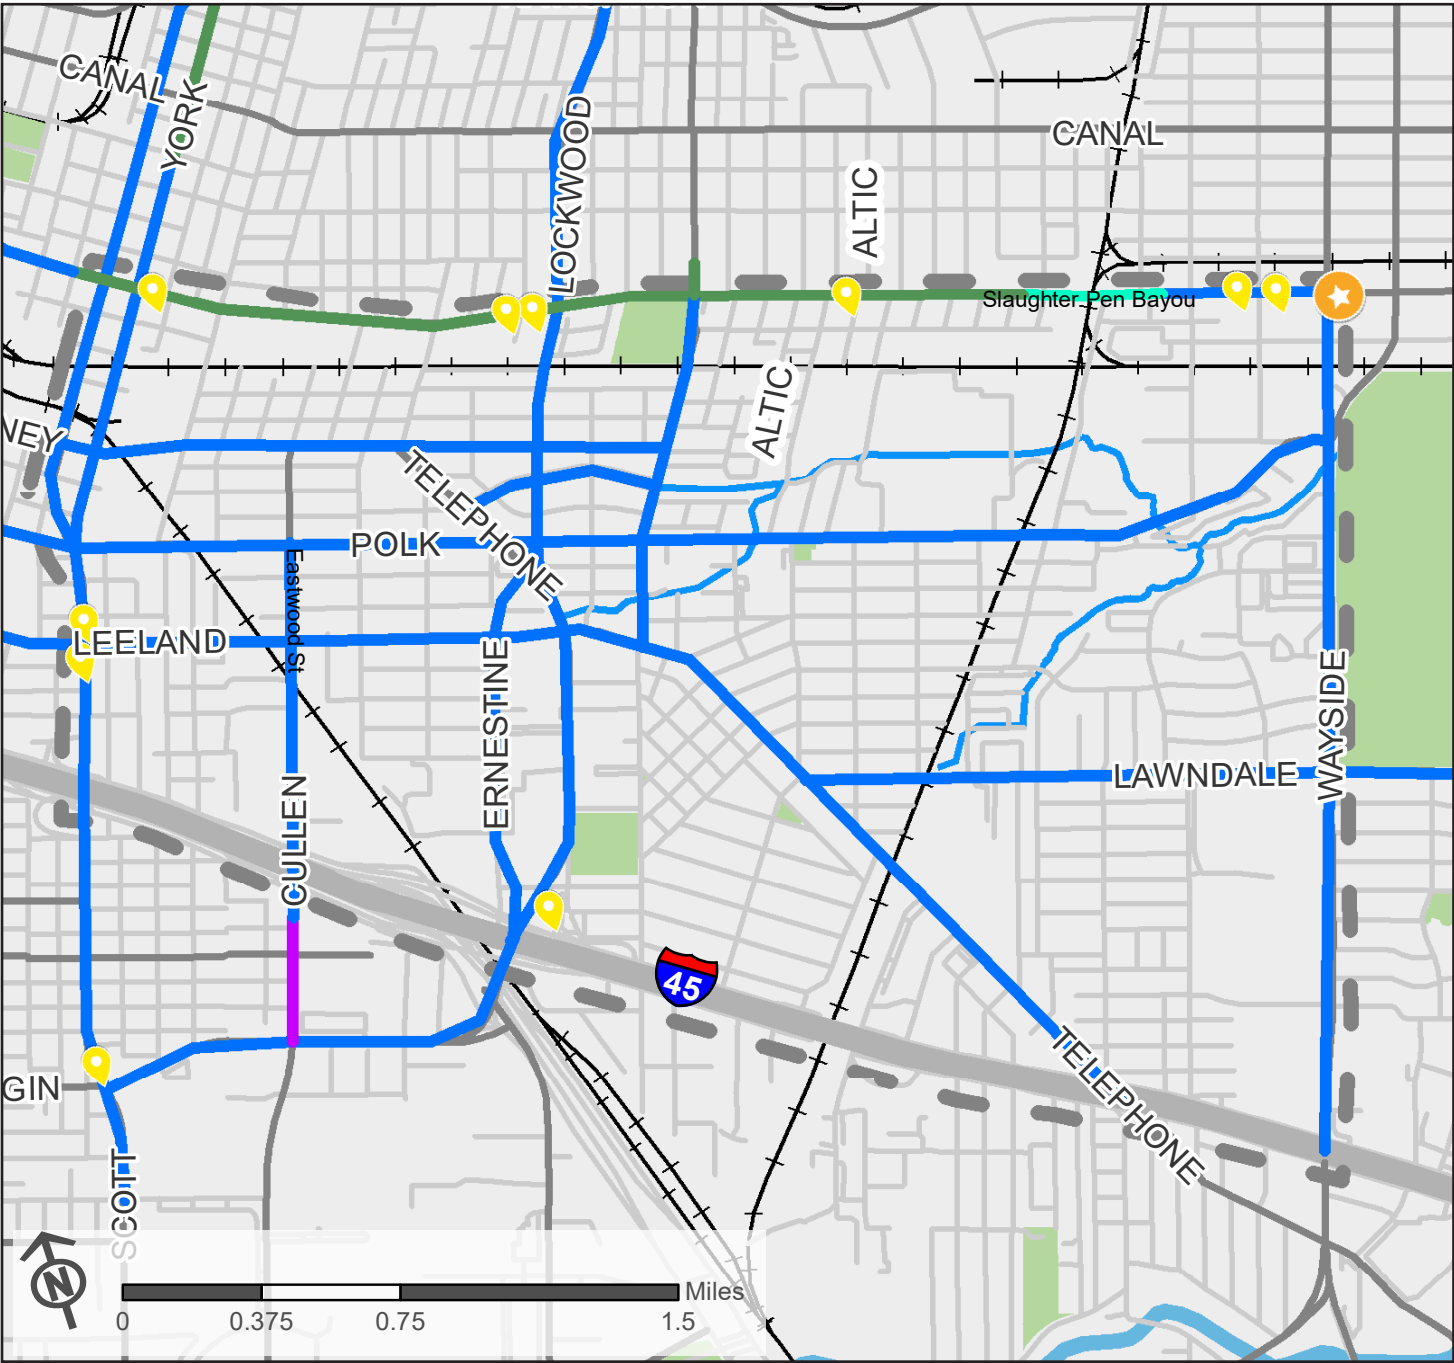 CANAL
YORK
LOCKWOOD
CANAL
ALTIC
Slaughter Pen Bayou
ALTIC
NEY
TELEPHONE
POLK
Eastwood St
LEELAND
ERNESTINE
WAYSIDE
LAWNDALE
CULLEN
45
TELEPHONE
GIN
SCOTT
N
Miles
0 0.375 0.75 1.5